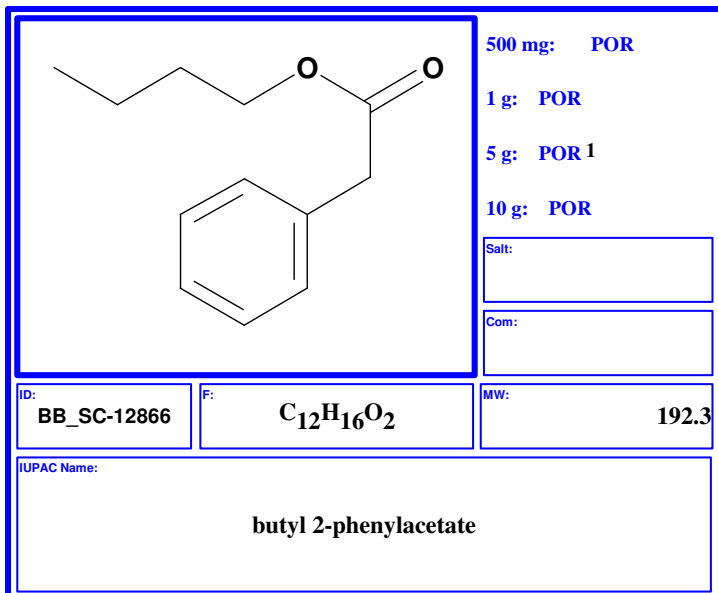 O
O
500 mg: POR
1 g: POR
5 g: POR 1
10 g: POR
Salt:
Com:
ID:
BB_SC-12866
F:
C12H16O2
MW:
192.3
IUPAC Name:
butyl 2-phenylacetate